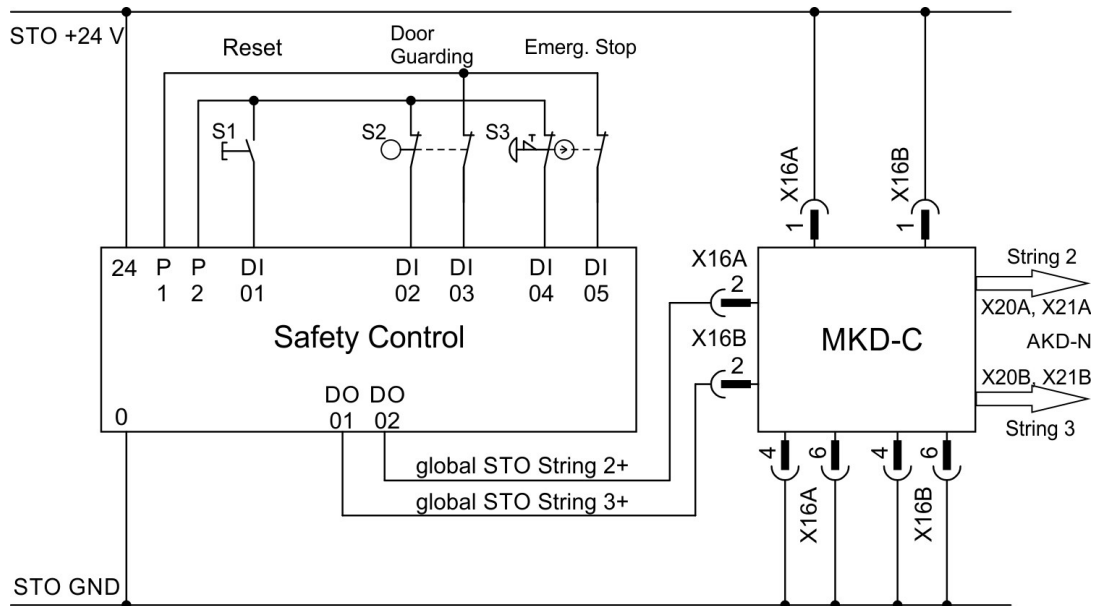 STO +24 V
Reset
Door
Guarding
Emerg. Stop
S1
S2
S3
X16A
X16B
1
1
24
P
1
P
2
DI
01
DI
02
DI
03
DI
04
DI
05
Safety Control
0
DO
01
DO
02
X16A
2
X16B
2
MKD-C
String 2
X20A, X21A
AKD-N
X20B, X21B
String 3
global STO String 2+
global STO String 3+
4
6
4
6
X16A
X16B
STO GND